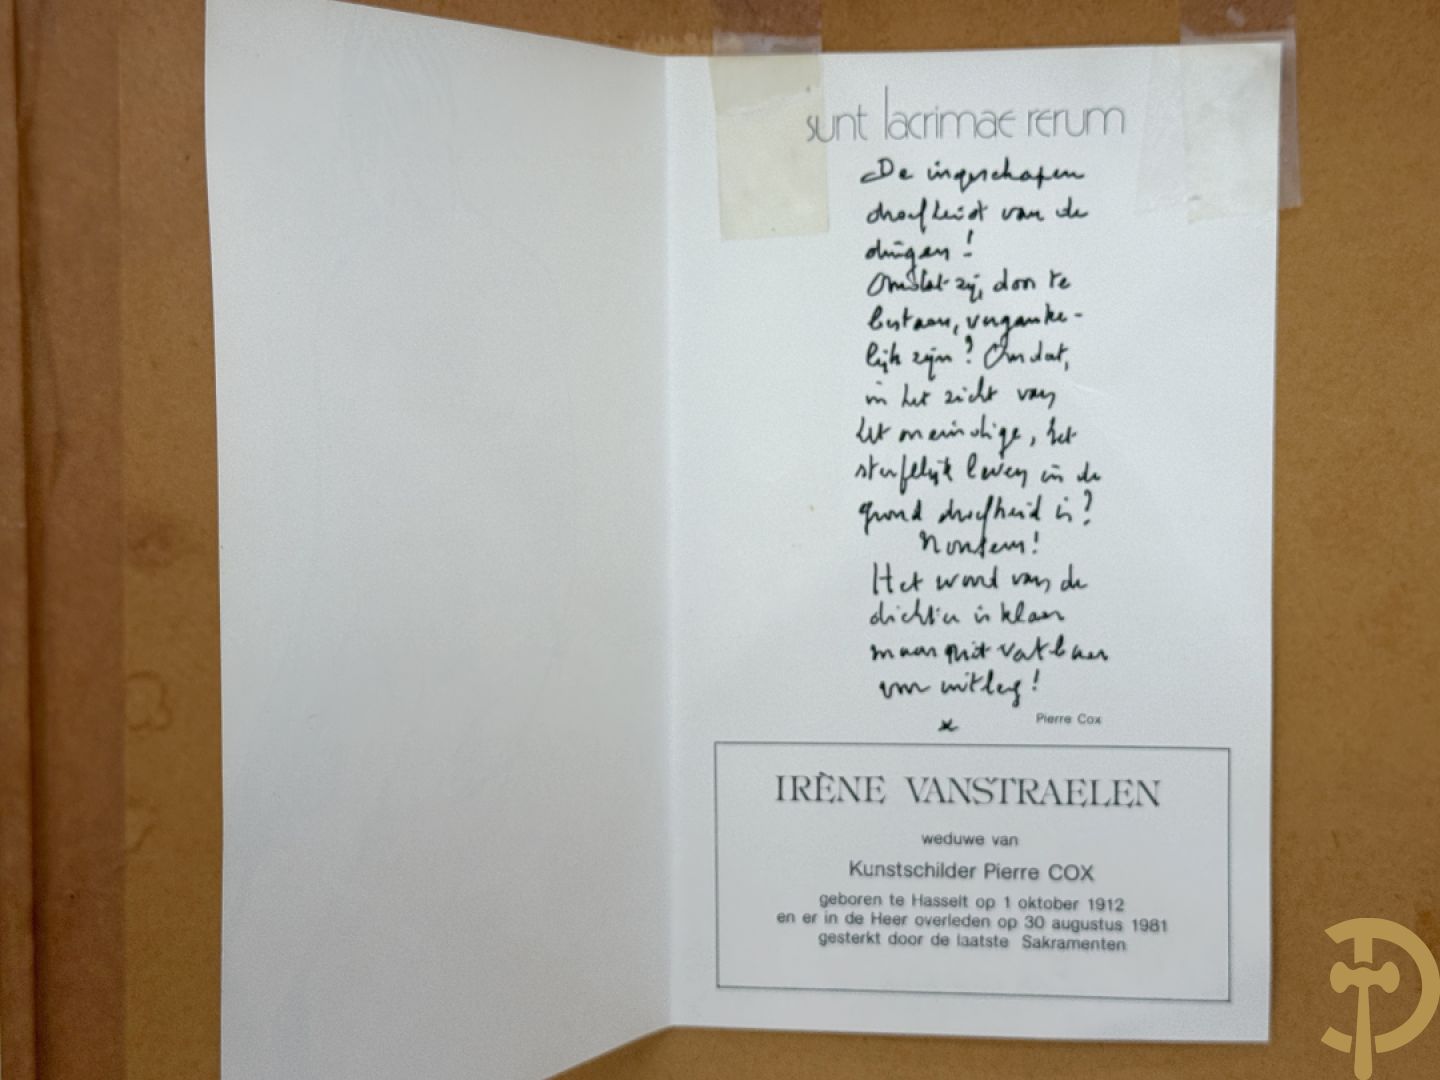 sunt lacrimae rerum
De ingeschapen
droefheid van de
dingen!
Omdat zij, door te
bestaan, verganke-
lijk zijn? Omdat,
in het zicht van
het oneindige, het
sterfelijk leven in de
grond droefheid is?
Nonsens!
Het woord van de
dichter is klaar
maar niet vatbaar
voor uitleg!
Pierre Cox
IRÈNE VANSTRAELEN
weduwe van
Kunstschilder Pierre COX
geboren te Hasselt op 1 oktober 1912
en er in de Heer overleden op 30 augustus 1981
gesterkt door de laatste Sakramenten